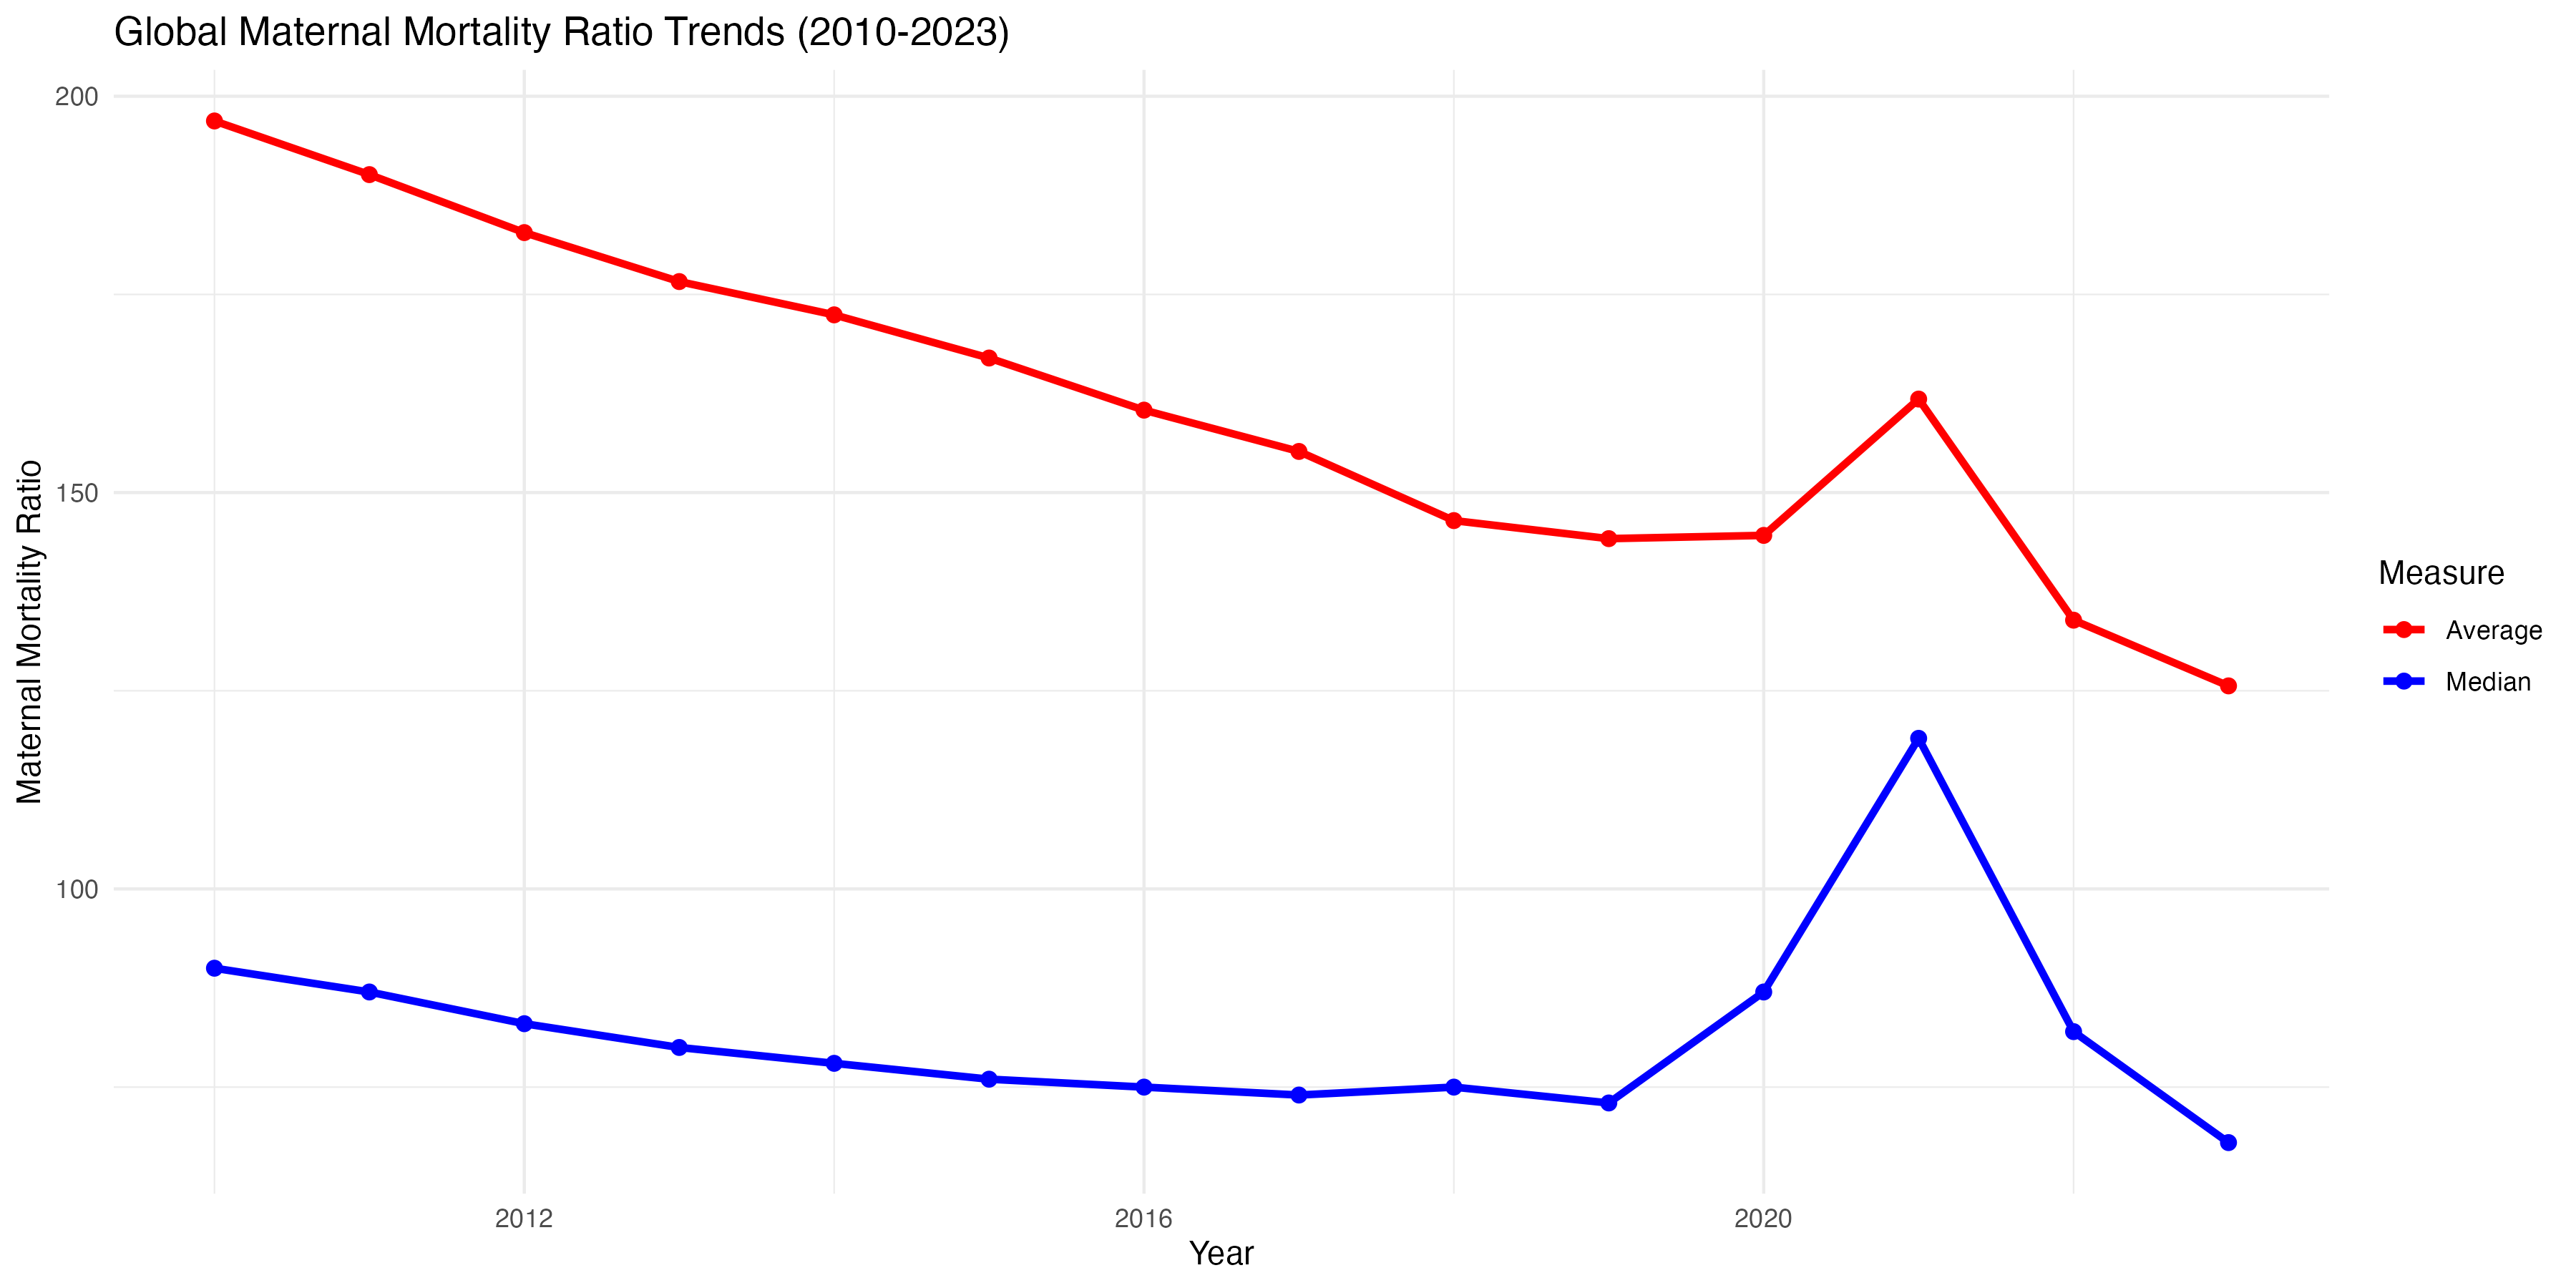 Global Maternal Mortality Ratio Trends (2010-2023)
200
150
100
Maternal Mortality Ratio
2012
2016
2020
Year
Measure
Average
Median